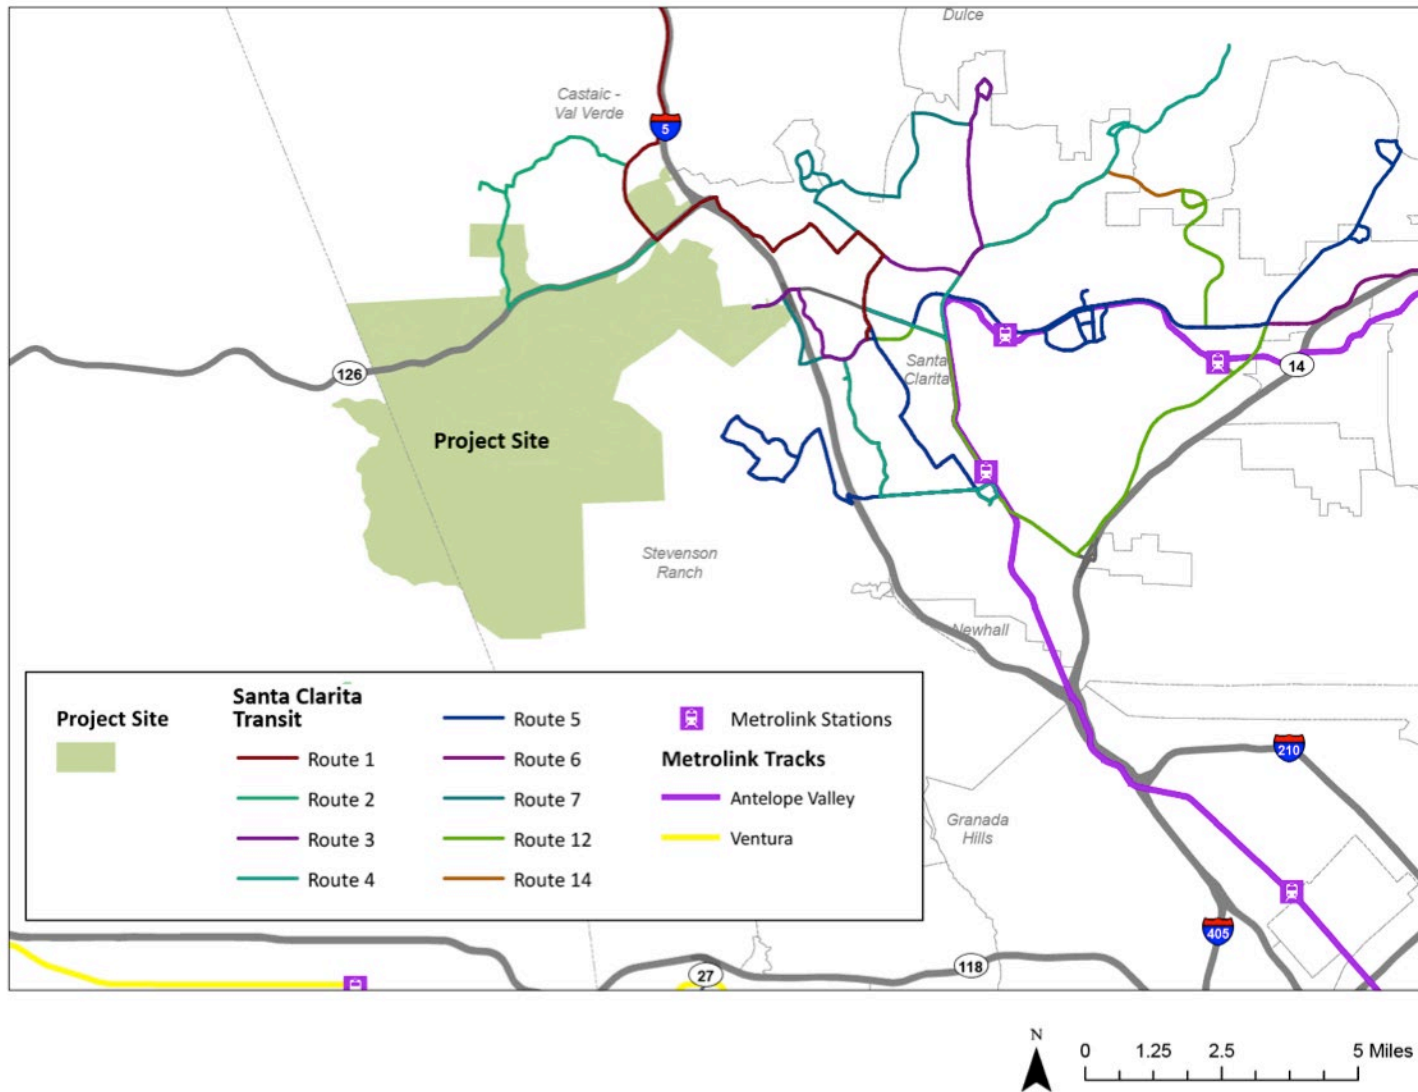 Dulce
Castaic -
Val Verde
5
Santa
Clarita
14
126
Project Site
Stevenson
Ranch
Newhall
Project Site
Santa Clarita
Transit
Route 1
Route 2
Route 3
Route 4
Route 5
Route 6
Route 7
Route 12
Route 14
Metrolink Stations
Metrolink Tracks
Antelope Valley
Ventura
210
Granada
Hills
405
27
118
N
0 1.25 2.5 5 Miles